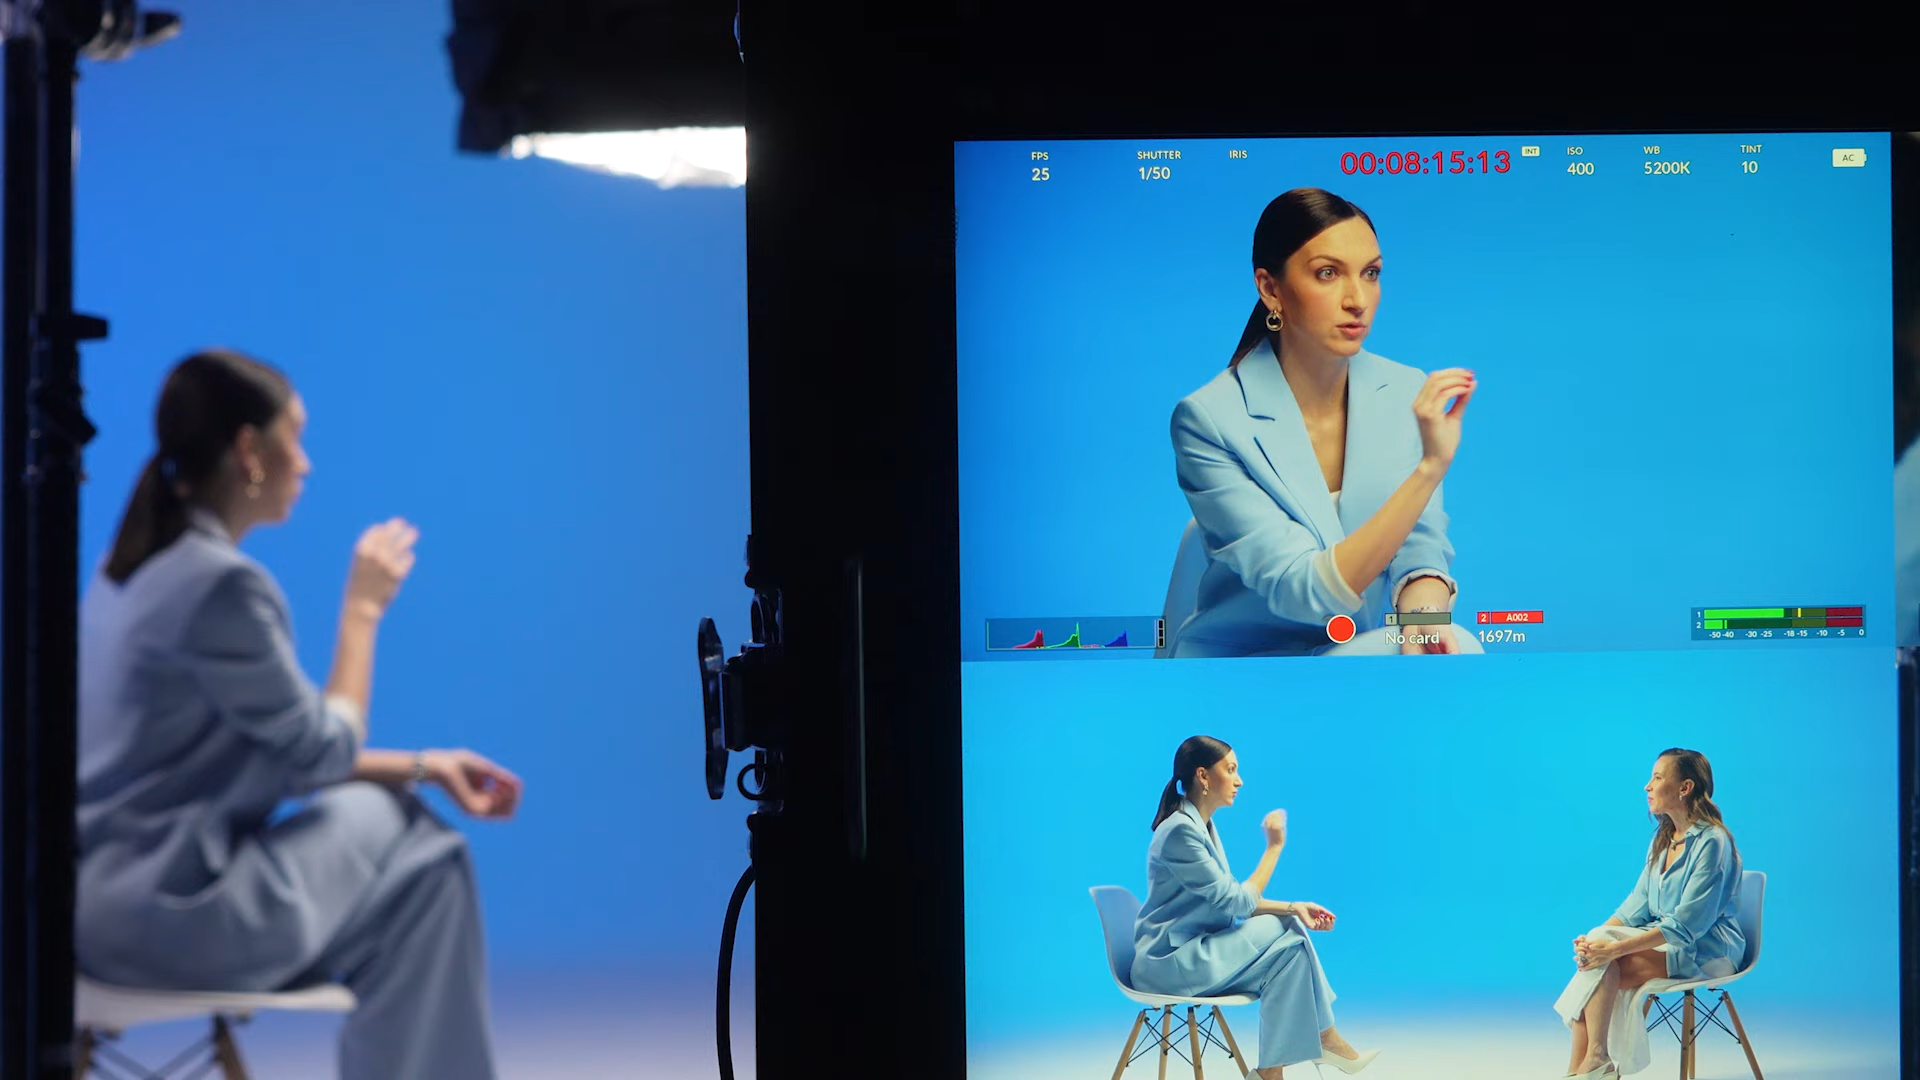 FPS SHUTTER IRIS 00:08:15:13 INT ISO WB TINT AC
25 1/50 400 5200K 10
1 2 A002
No card 1697m
1
2
-50 -40 -30 -25 -18 -15 -10 -5 0